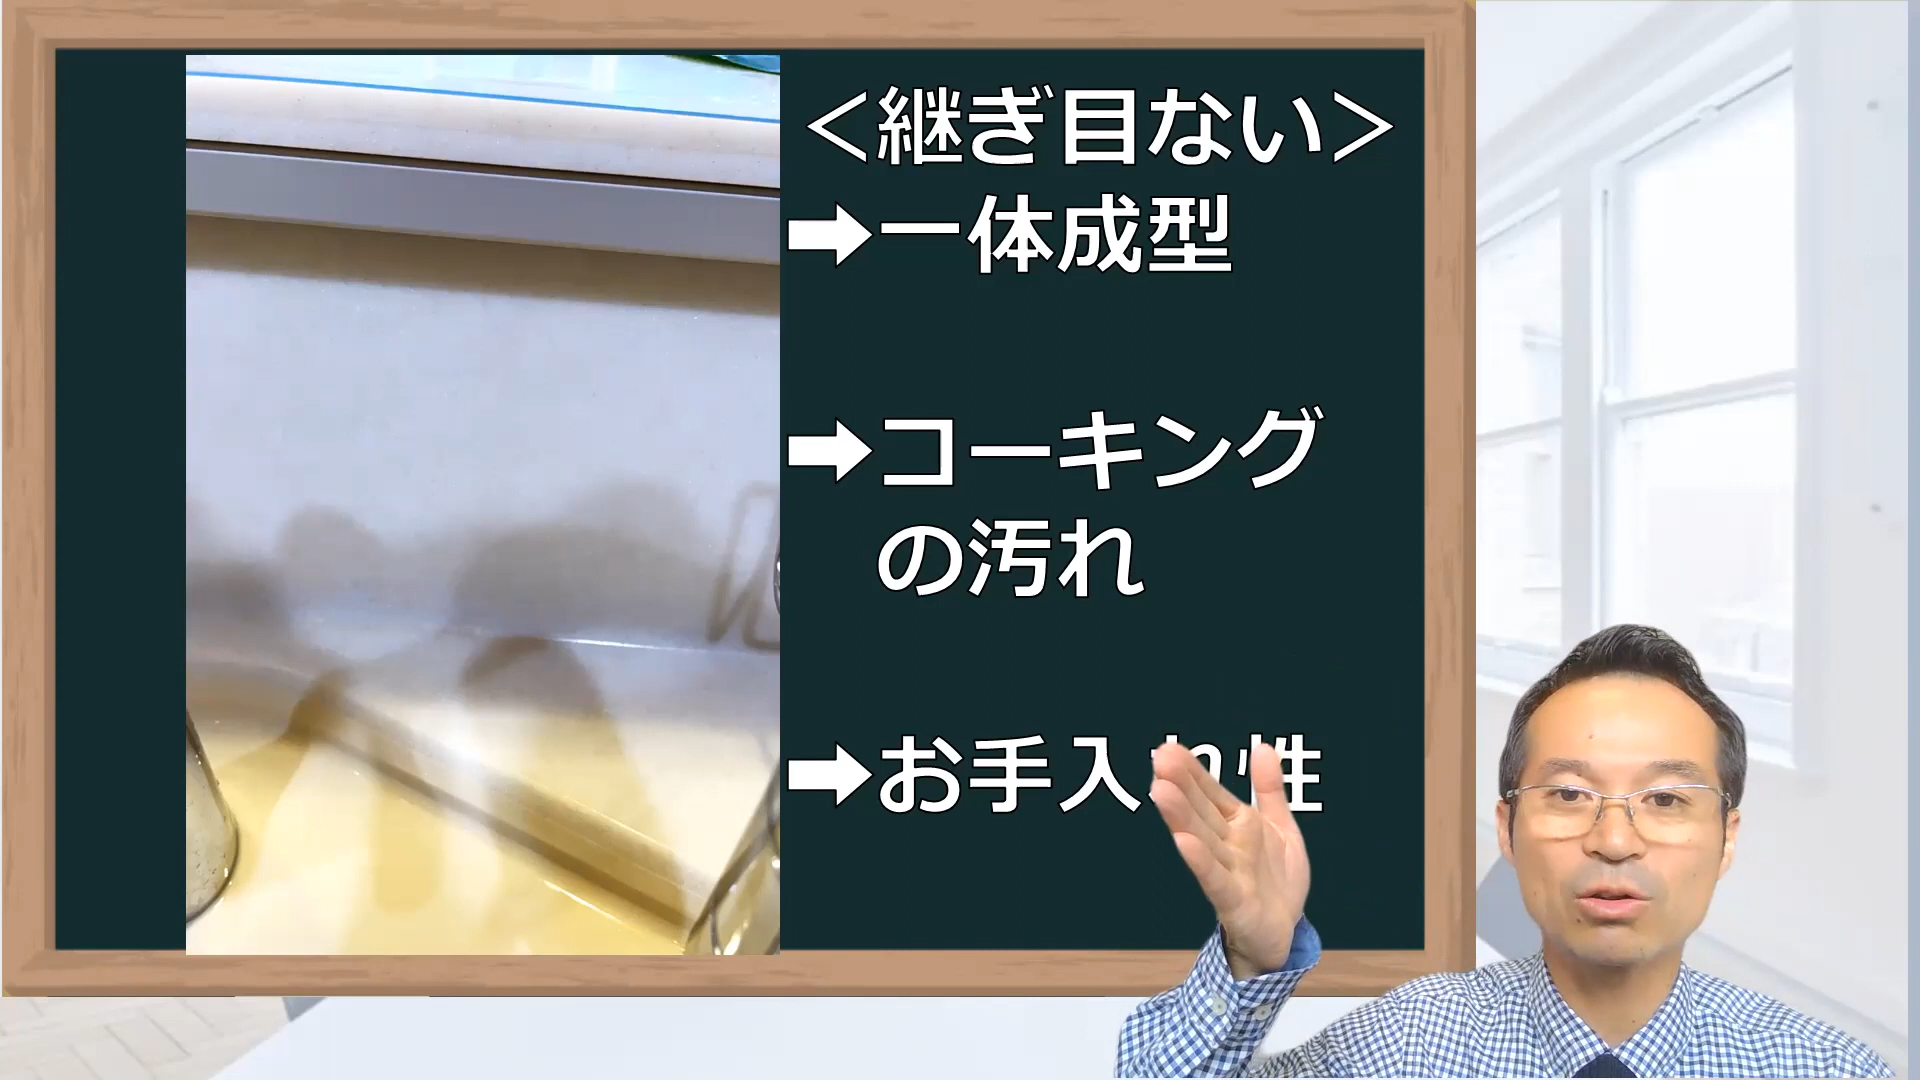 ＜継ぎ目ない＞
➡一体成型
➡コーキング
の汚れ
➡お手入れ性